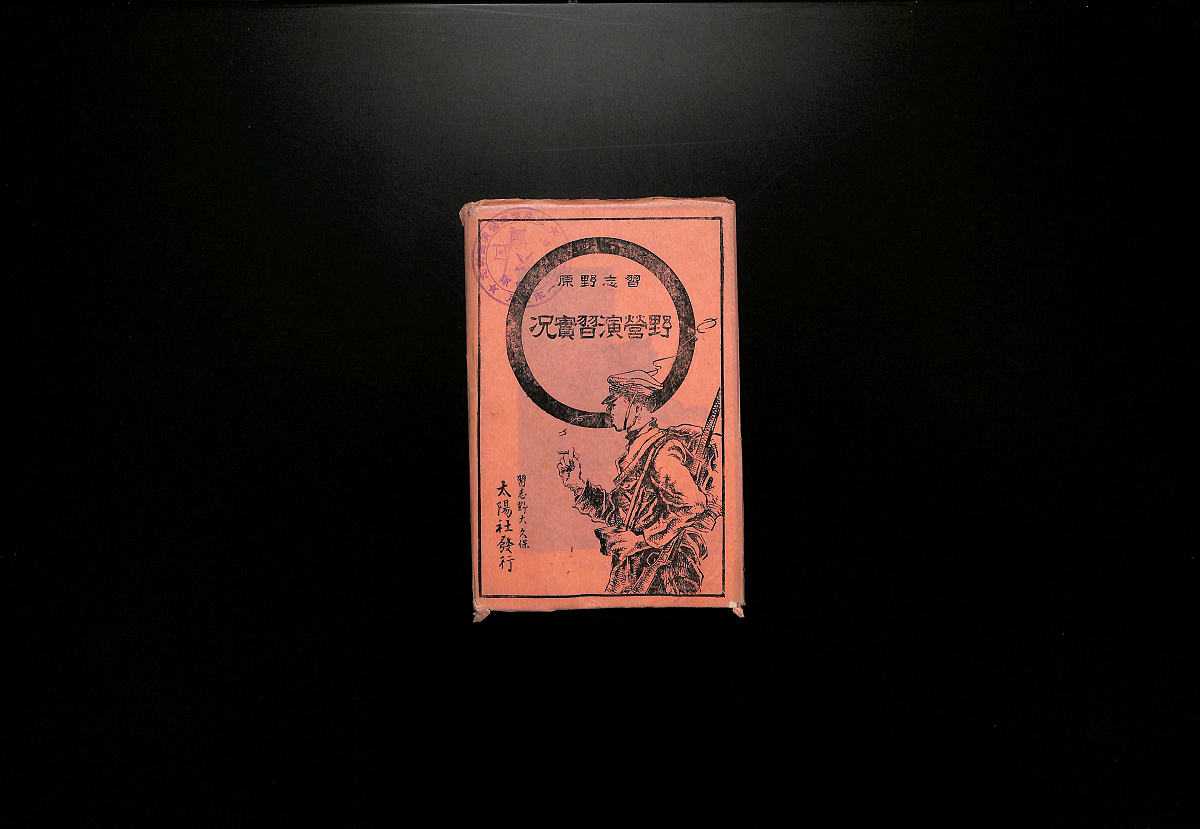 習志野原
野營演習實況
習志野大久保
太陽社發行